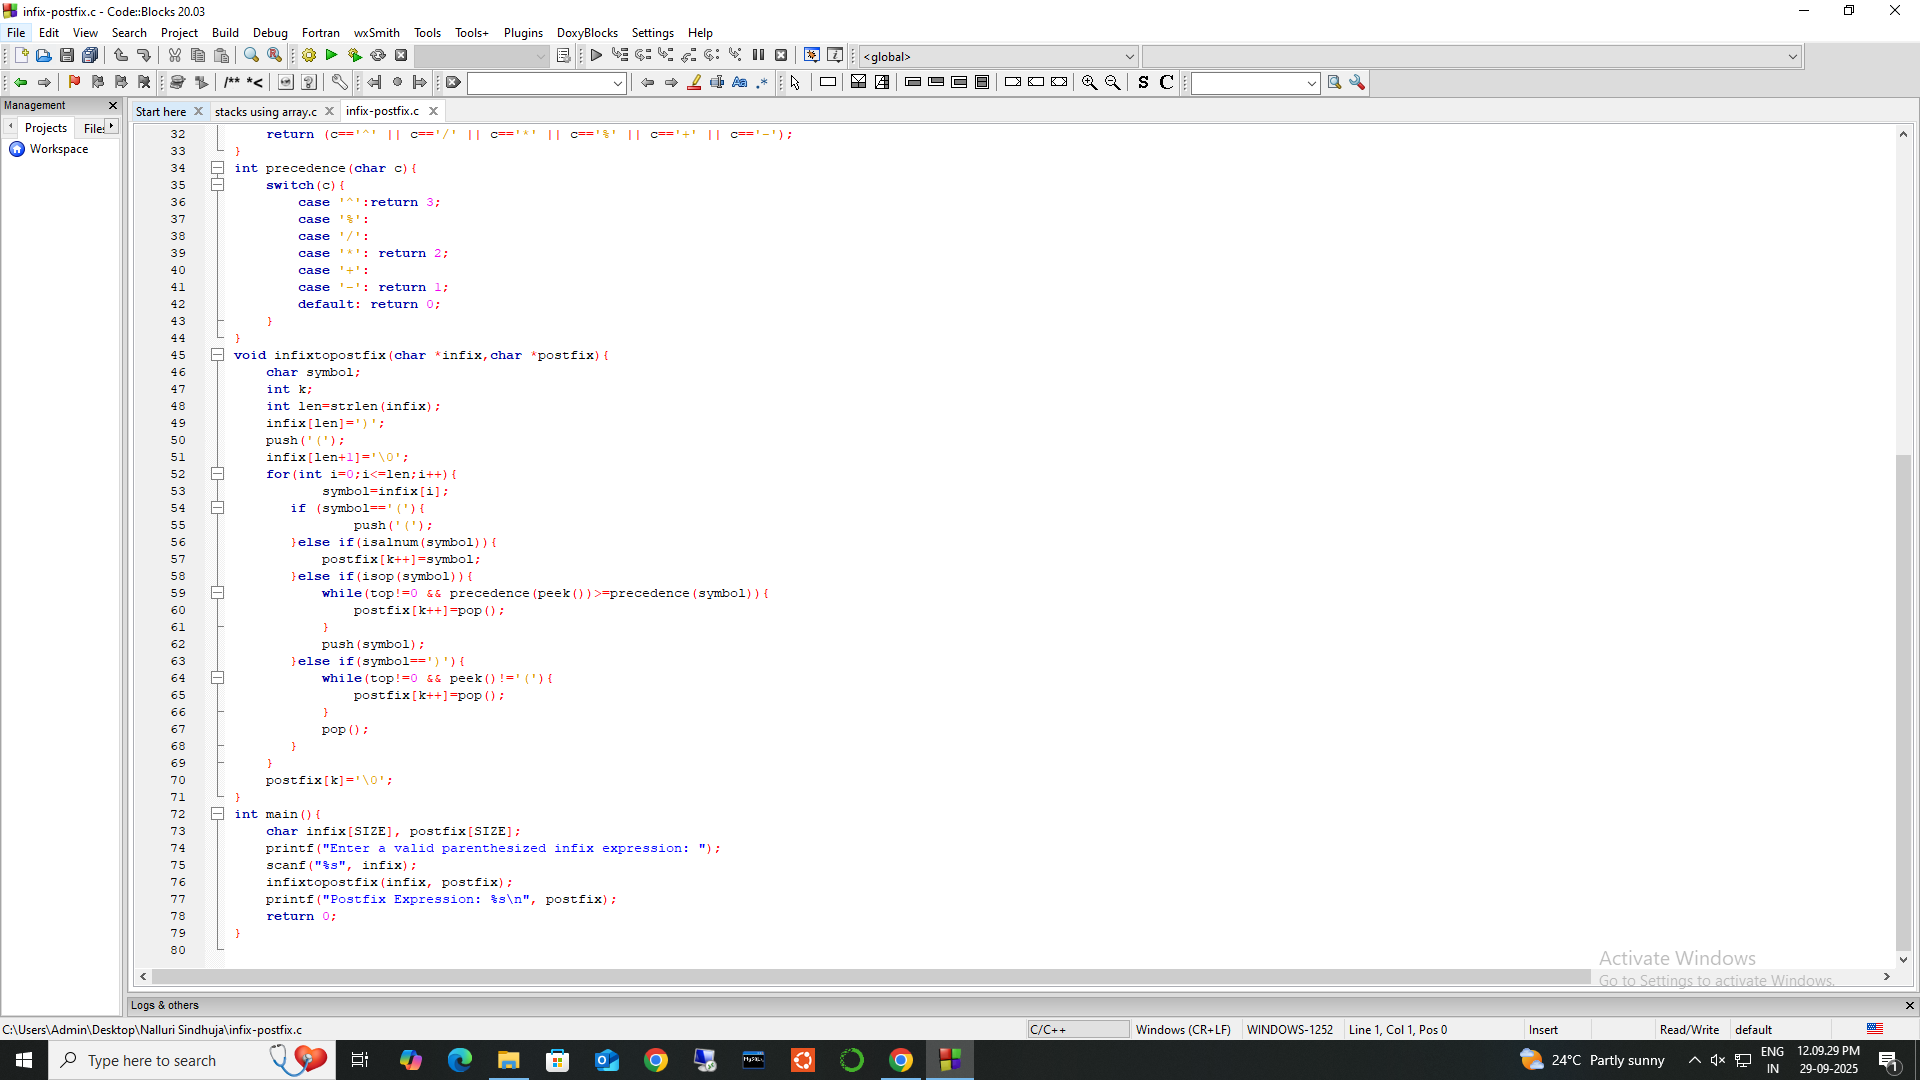 infix-postfix.c - Code::Blocks 20.03
File Edit View Search Project Build Debug Fortran wxSmith Tools Tools+ Plugins DoxyBlocks Settings Help
<global>
/** *<
Aa .*
S C
Management
Projects Files
Workspace
Start here stacks using array.c infix-postfix.c
32 return (c=='^' || c=='/' || c=='*' || c=='%' || c=='+' || c=='-');
33 }
34 int precedence(char c){
35 switch(c){
36 case '^':return 3;
37 case '%':
38 case '/':
39 case '*': return 2;
40 case '+':
41 case '-': return 1;
42 default: return 0;
43 }
44 }
45 void infixtopostfix(char *infix,char *postfix){
46 char symbol;
47 int k;
48 int len=strlen(infix);
49 infix[len]=')';
50 push('(');
51 infix[len+1]='\0';
52 for(int i=0;i<=len;i++){
53 symbol=infix[i];
54 if (symbol=='('){
55 push('(');
56 }else if(isalnum(symbol)){
57 postfix[k++]=symbol;
58 }else if(isop(symbol)){
59 while(top!=0 && precedence(peek())>=precedence(symbol)){
60 postfix[k++]=pop();
61 }
62 push(symbol);
63 }else if(symbol==')'){
64 while(top!=0 && peek()!='('){
65 postfix[k++]=pop();
66 }
67 pop();
68 }
69 }
70 postfix[k]='\0';
71 }
72 int main(){
73 char infix[SIZE], postfix[SIZE];
74 printf("Enter a valid parenthesized infix expression: ");
75 scanf("%s", infix);
76 infixtopostfix(infix, postfix);
77 printf("Postfix Expression: %s\n", postfix);
78 return 0;
79 }
80
Activate Windows
Go to Settings to activate Windows.
Logs & others
C:\Users\Admin\Desktop\Nalluri Sindhuja\infix-postfix.c C/C++ Windows (CR+LF) WINDOWS-1252 Line 1, Col 1, Pos 0 Insert Read/Write default
Type here to search
MySQL
24°C Partly sunny
ENG
IN
12.09.29 PM
29-09-2025
1